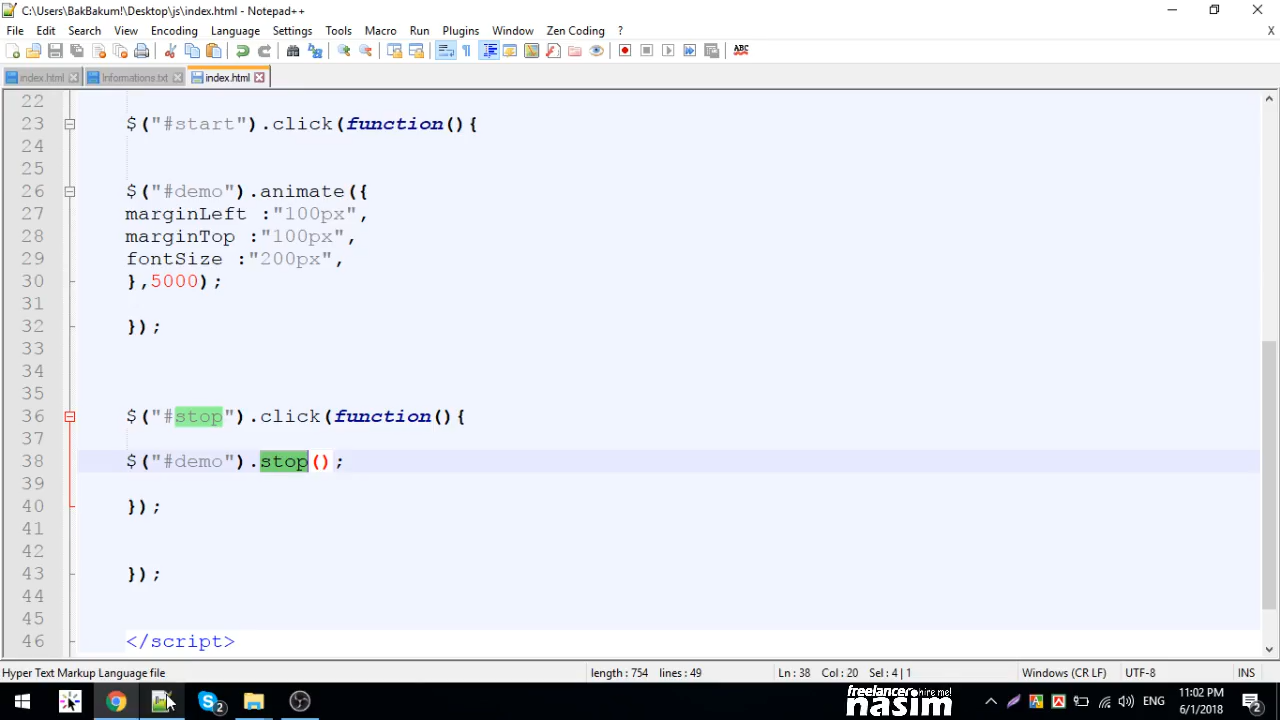 C:\Users\BakBakum!\Desktop\js\index.html - Notepad++
File Edit Search View Encoding Language Settings Tools Macro Run Plugins Window Zen Coding ? X
ABC
index.html Informations.txt index.html
22
23 $("#start").click(function(){
24
25
26 $("#demo").animate({
27 marginLeft :"100px",
28 marginTop :"100px",
29 fontSize :"200px",
30 },5000);
31
32 });
33
34
35
36 $("#stop").click(function(){
37
38 $("#demo").stop();
39
40 });
41
42
43 });
44
45
46 </script>
Hyper Text Markup Language file length : 754 lines : 49 Ln : 38 Col : 20 Sel : 4 | 1 Windows (CR LF) UTF-8 INS
freelancer hire me!
nasim
2
ENG
11:02 PM
6/1/2018
2